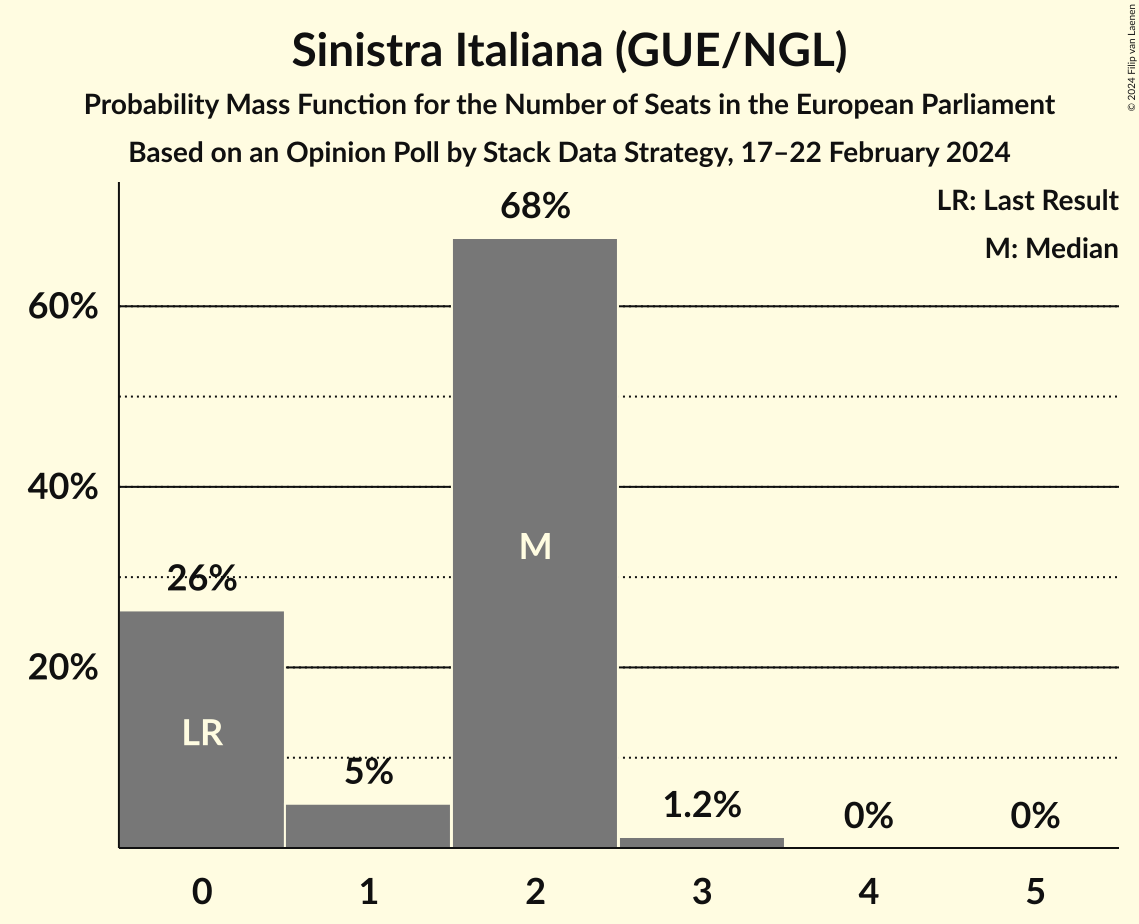 Sinistra Italiana (GUE/NGL)
Probability Mass Function for the Number of Seats in the European Parliament
Based on an Opinion Poll by Stack Data Strategy, 17–22 February 2024
© 2024 Filip van Laenen
LR: Last Result
M: Median
68%
60%
40%
M
26%
20%
LR
5%
1.2%
0%
0%
0
1
2
3
4
5